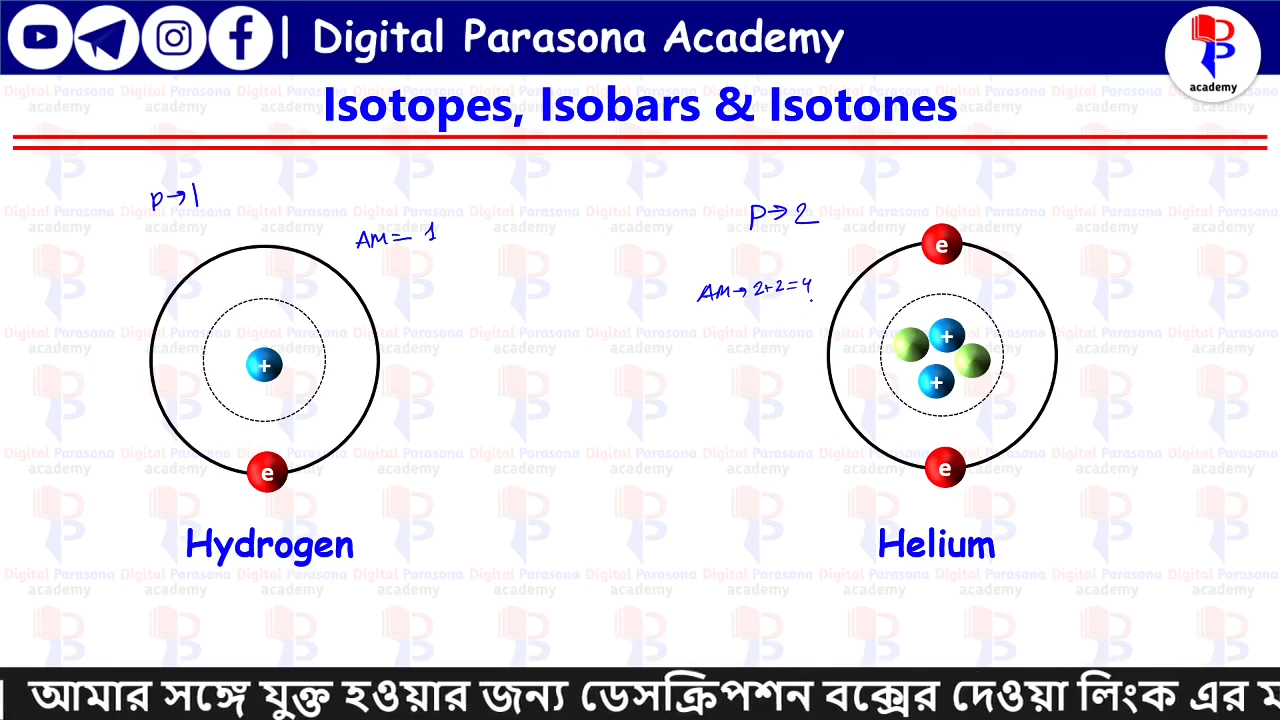 | Digital Parasona Academy
academy
Isotopes, Isobars & Isotones
P→1
AM= 1
P→2
AM→2+2=4
+
e
e
+
+
e
Hydrogen
Helium
| আমার সঙ্গে যুক্ত হওয়ার জন্য ডেসক্রিপশন বক্সের দেওয়া লিংক এর